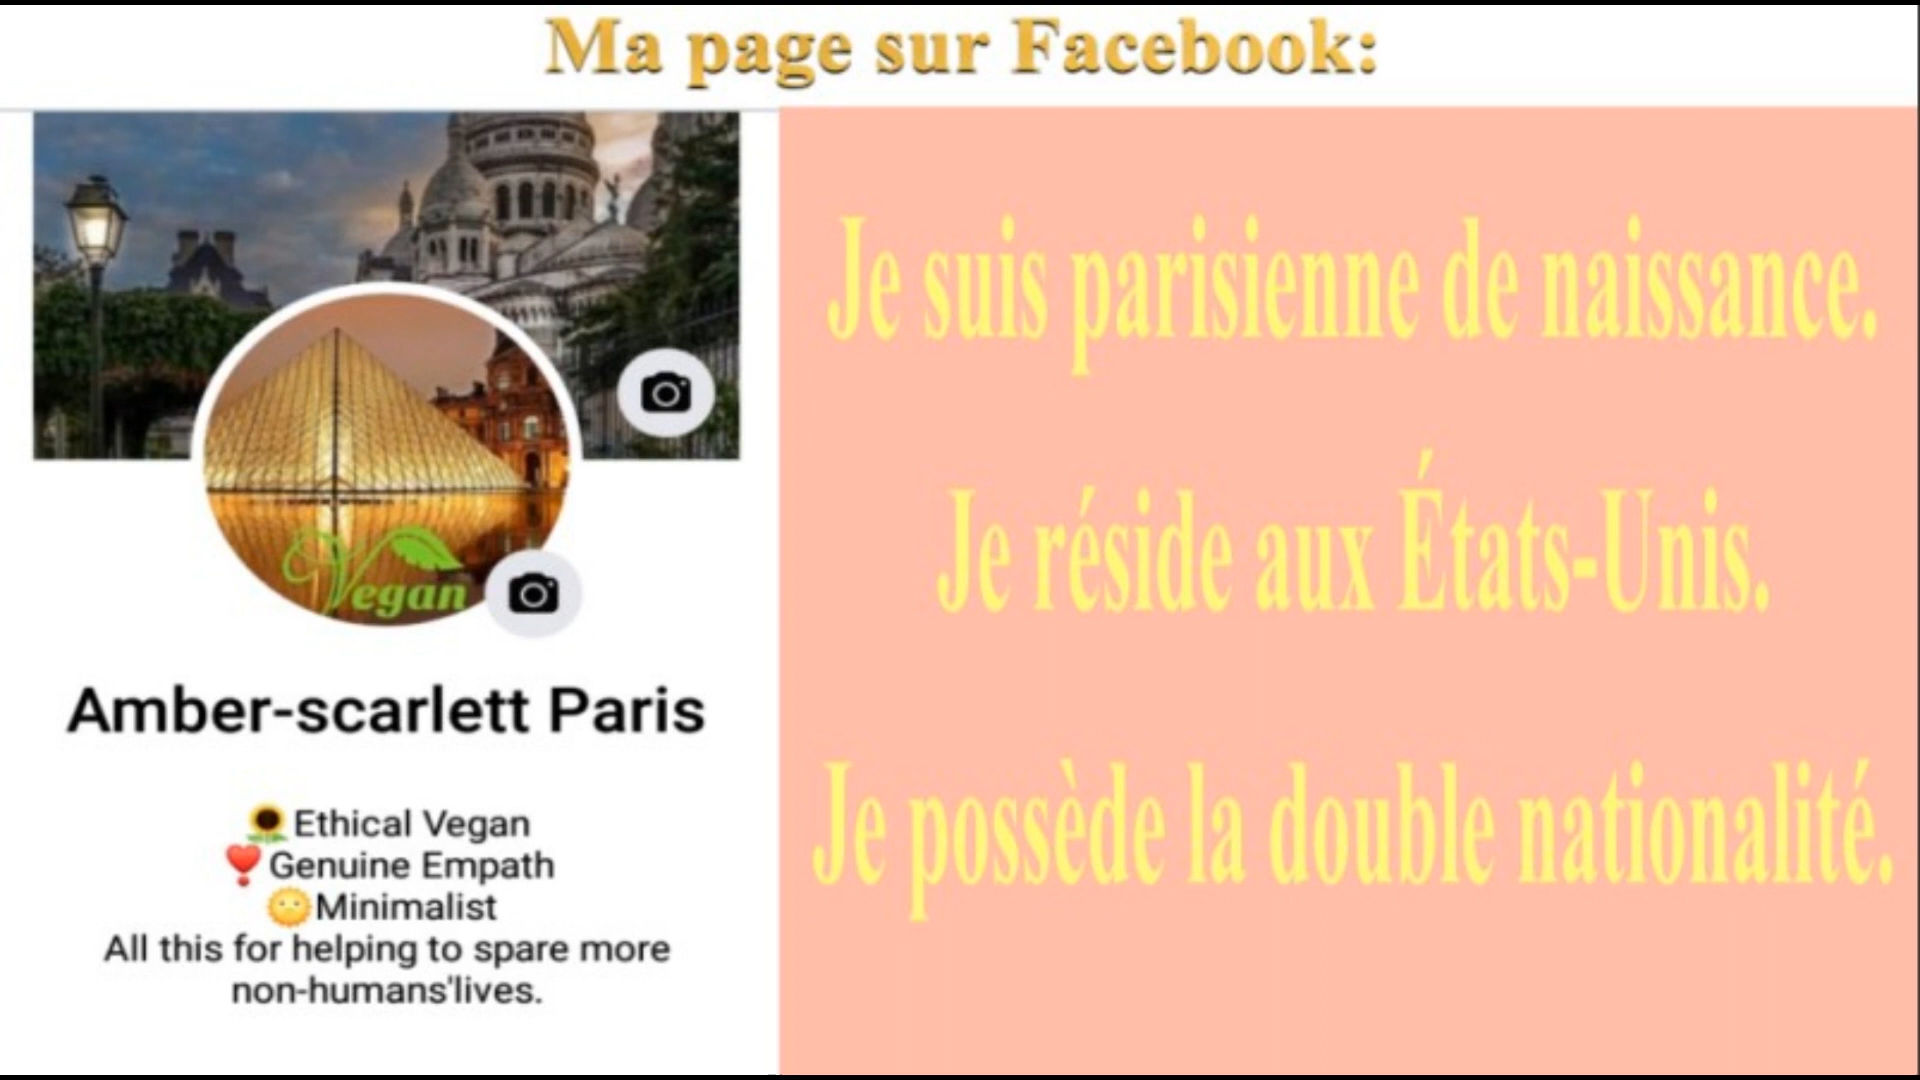 Ma page sur Facebook:
Vegan
Amber-scarlett Paris
🌻Ethical Vegan
❣️Genuine Empath
🌞Minimalist
All this for helping to spare more
non-humans'lives.
Je suis parisienne de naissance.
Je réside aux États-Unis.
Je possède la double nationalité.